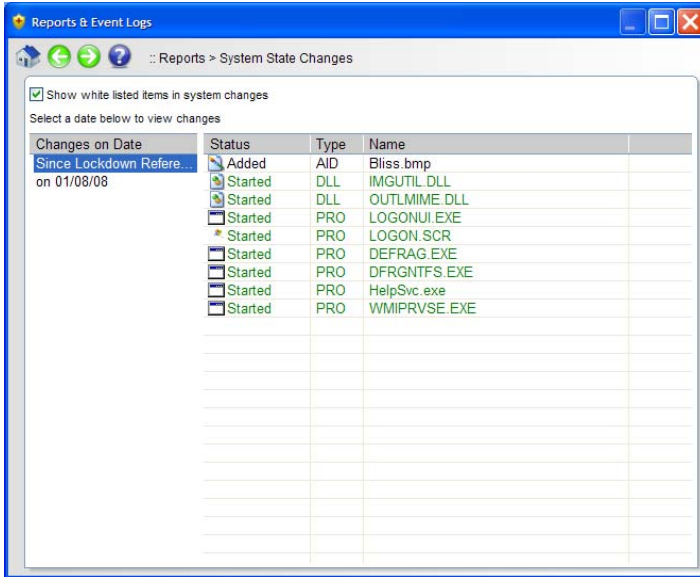 Reports & Event Logs
:: Reports > System State Changes
Show white listed items in system changes
Select a date below to view changes
Changes on Date Status Type Name
Since Lockdown Refere... Added AID Bliss.bmp
on 01/08/08 Started DLL IMGUTIL.DLL
Started DLL OUTLMIME.DLL
Started PRO LOGONUI.EXE
Started PRO LOGON.SCR
Started PRO DEFRAG.EXE
Started PRO DFRGNTFS.EXE
Started PRO HelpSvc.exe
Started PRO WMIPRVSE.EXE